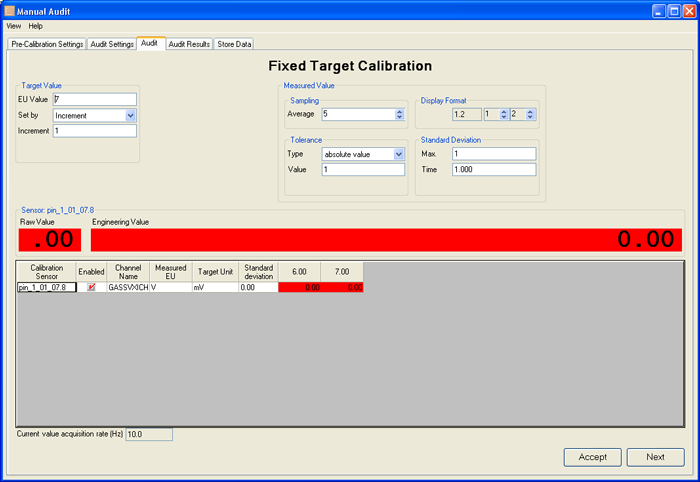 Manual Audit
View Help
Pre-Calibration Settings Audit Settings Audit Audit Results Store Data
Fixed Target Calibration
Target Value
EU Value 7
Set by Increment
Increment 1
Measured Value
Sampling
Average 5
Display Format
1.2 1 2
Tolerance
Type absolute value
Value 1
Standard Deviation
Max. 1
Time 1.000
Sensor: pin_1_01_07.8
Raw Value Engineering Value
.00 0.00
Calibration Sensor Enabled Channel Name Measured EU Target Unit Standard deviation 6.00 7.00
pin_1_01_07.8 GASSVXICH V mV 0.00 0.00 0.00
Current value acquisition rate (Hz) 10.0
Accept Next